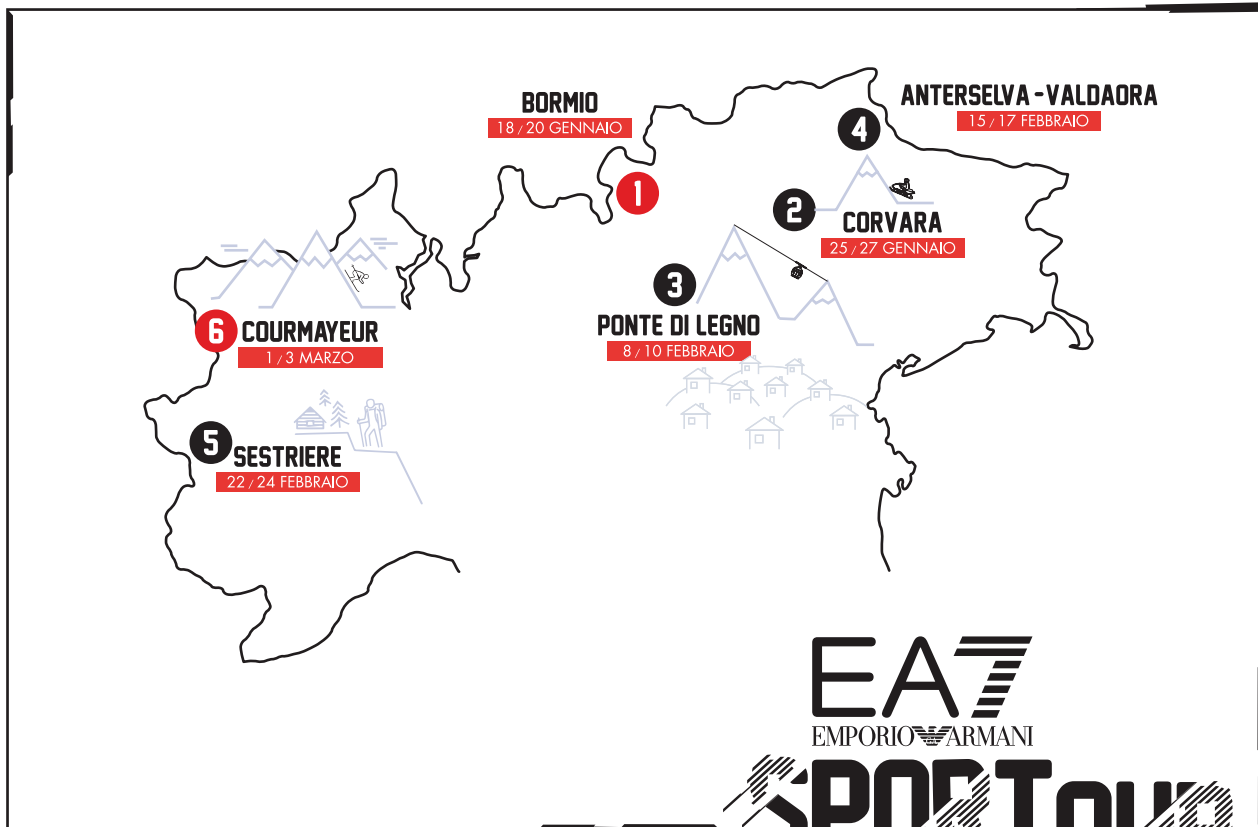 BORMIO
18 / 20 GENNAIO
1
ANTERSELVA - VALDAORA
15 / 17 FEBBRAIO
4
2
CORVARA
25 / 27 GENNAIO
3
PONTE DI LEGNO
8 / 10 FEBBRAIO
6
COURMAYEUR
1 / 3 MARZO
5
SESTRIERE
22 / 24 FEBBRAIO
EA7
EMPORIO ARMANI
SPORTOUR